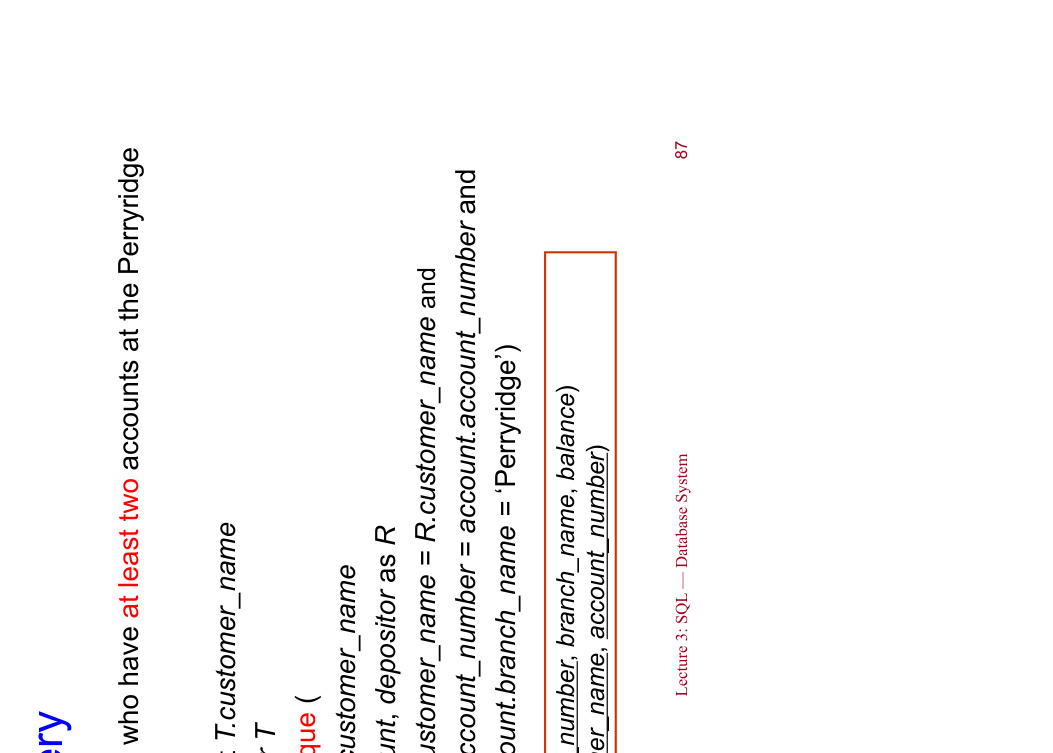 ery
who have at least two accounts at the Perryridge
T.customer_name
T
que (
customer_name
unt, depositor as R
ustomer_name = R.customer_name and
ccount_number = account.account_number and
ount.branch_name = ‘Perryridge’)
_number, branch_name, balance)
er_name, account_number)
Lecture 3: SQL — Database System 87